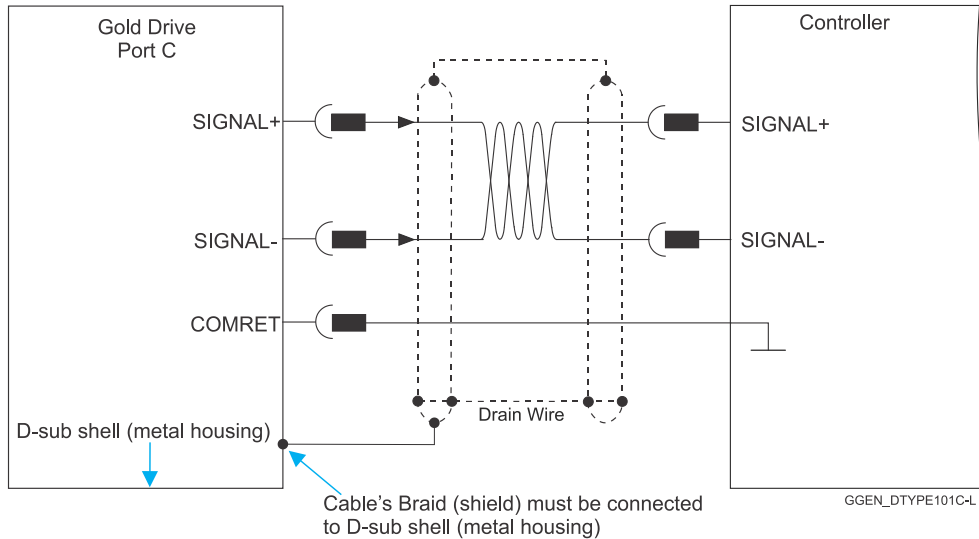 Gold Drive
Port C
Controller
SIGNAL+
SIGNAL+
SIGNAL-
SIGNAL-
COMRET
Drain Wire
D-sub shell (metal housing)
Cable's Braid (shield) must be connected
to D-sub shell (metal housing)
GGEN_DTYPE101C-L